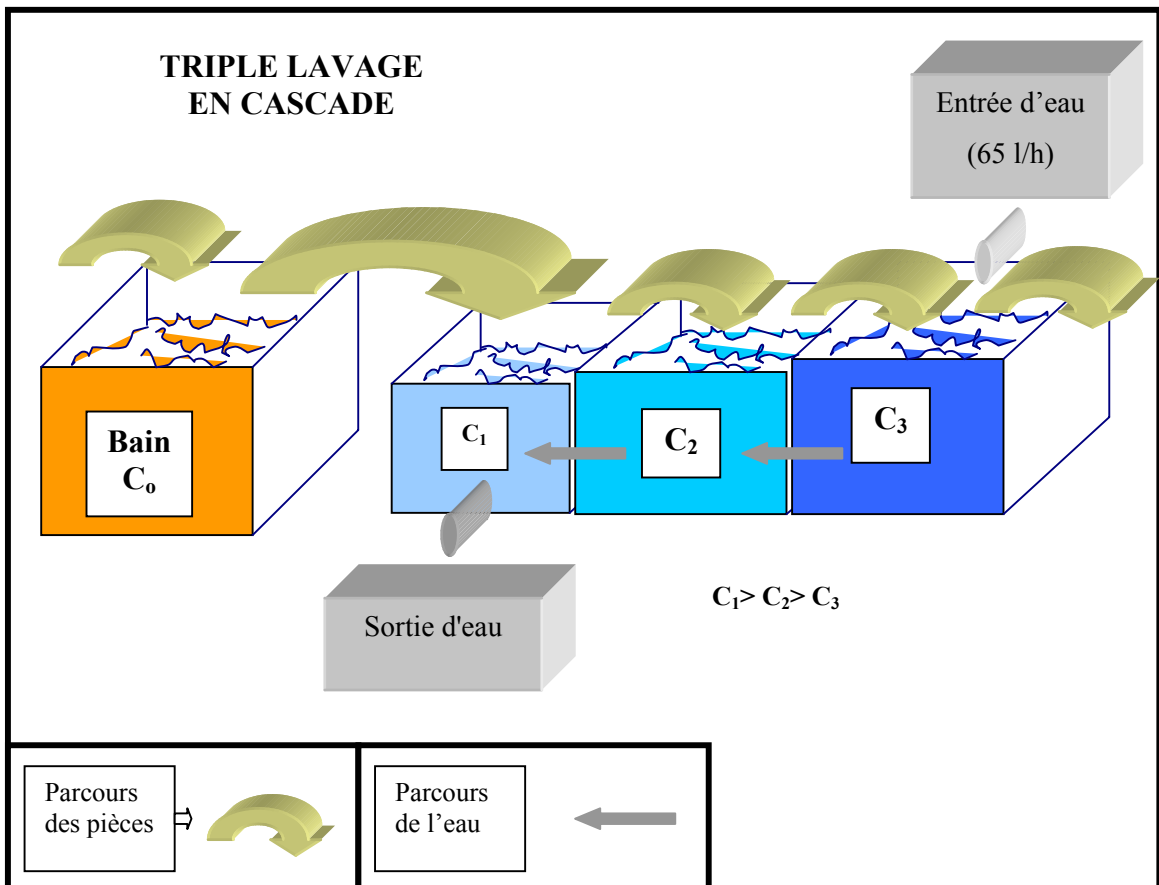 TRIPLE LAVAGE
EN CASCADE
Entrée d’eau
(65 l/h)
Bain
Co
C1
C2
C3
C1> C2> C3
Sortie d'eau
Parcours
des pièces
Parcours
de l’eau